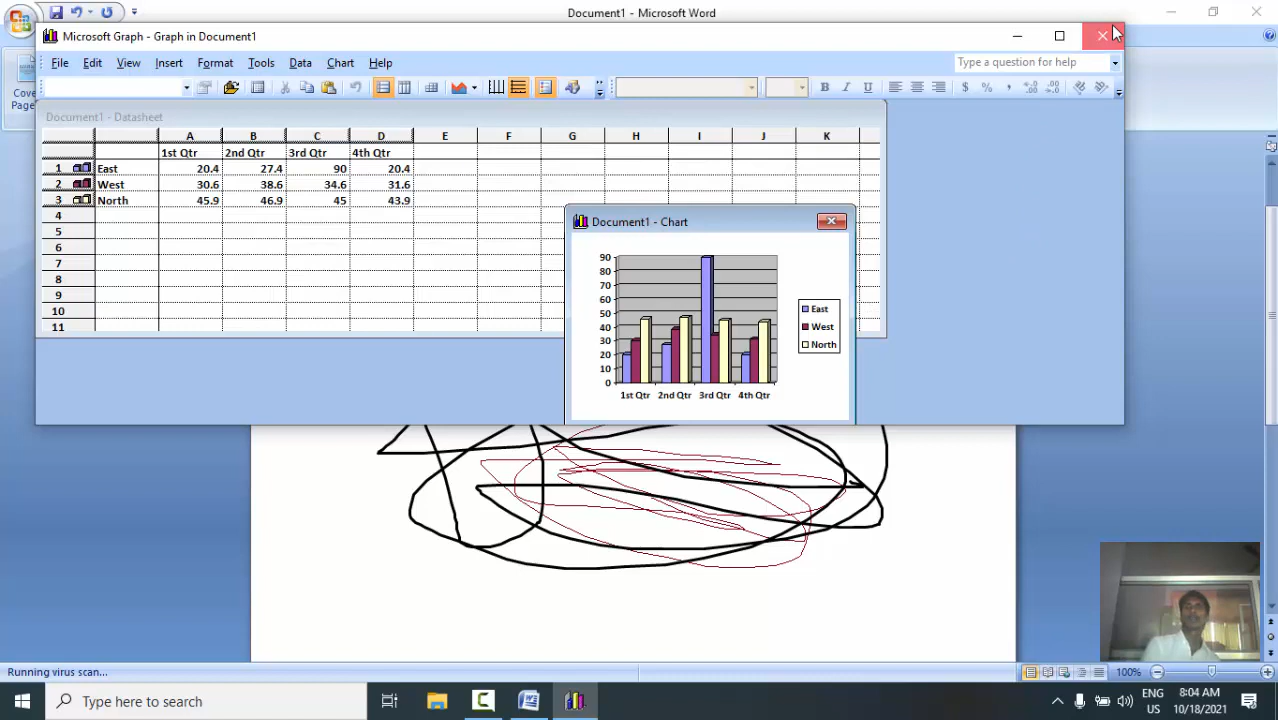 Document1 - Microsoft Word
Microsoft Graph - Graph in Document1
File Edit View Insert Format Tools Data Chart Help
Type a question for help
Cove
Page
B I U $ % ,
Document1 - Datasheet
A B C D E F G H I J K
1st Qtr 2nd Qtr 3rd Qtr 4th Qtr
1 East 20.4 27.4 90 20.4
2 West 30.6 38.6 34.6 31.6
3 North 45.9 46.9 45 43.9
4
5
6
7
8
9
10
11
Document1 - Chart
90
80
70
60
50
40
30
20
10
0
1st Qtr 2nd Qtr 3rd Qtr 4th Qtr
East
West
North
Running virus scan...
100%
Type here to search
ENG
US
8:04 AM
10/18/2021